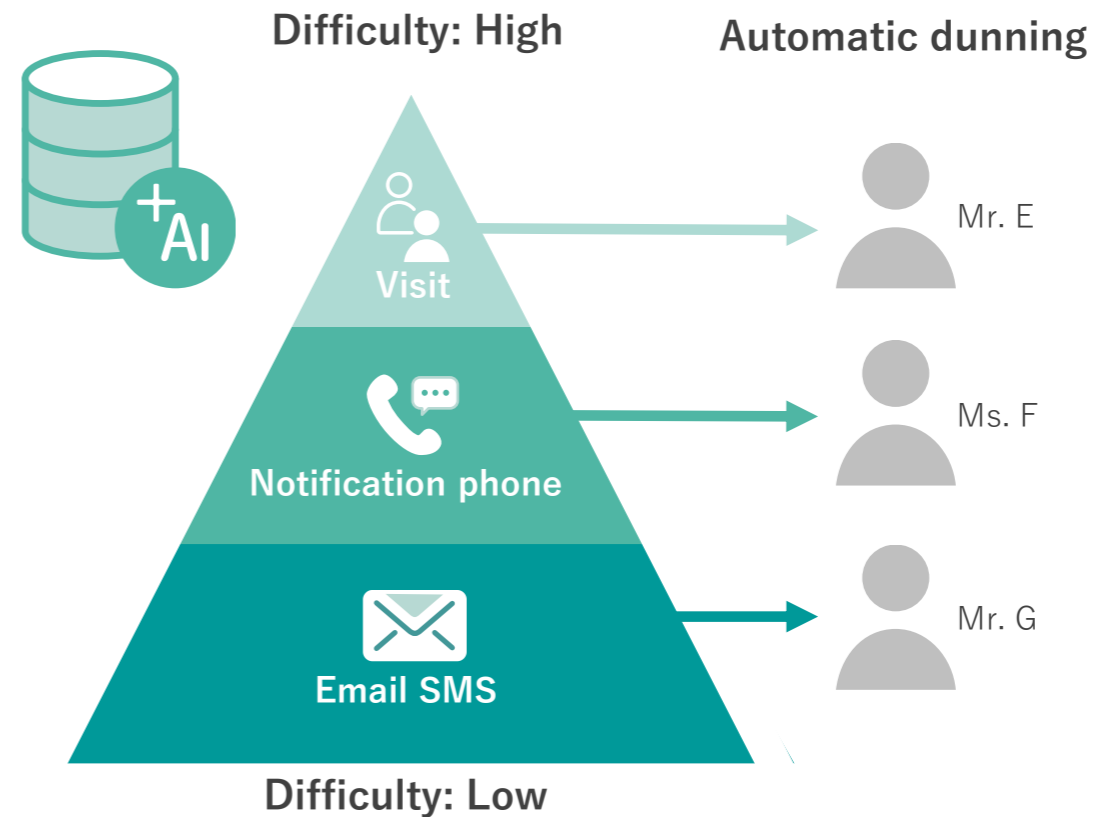 Difficulty: High
Automatic dunning
+AI
Visit
Mr. E
Notification phone
Ms. F
Email SMS
Mr. G
Difficulty: Low